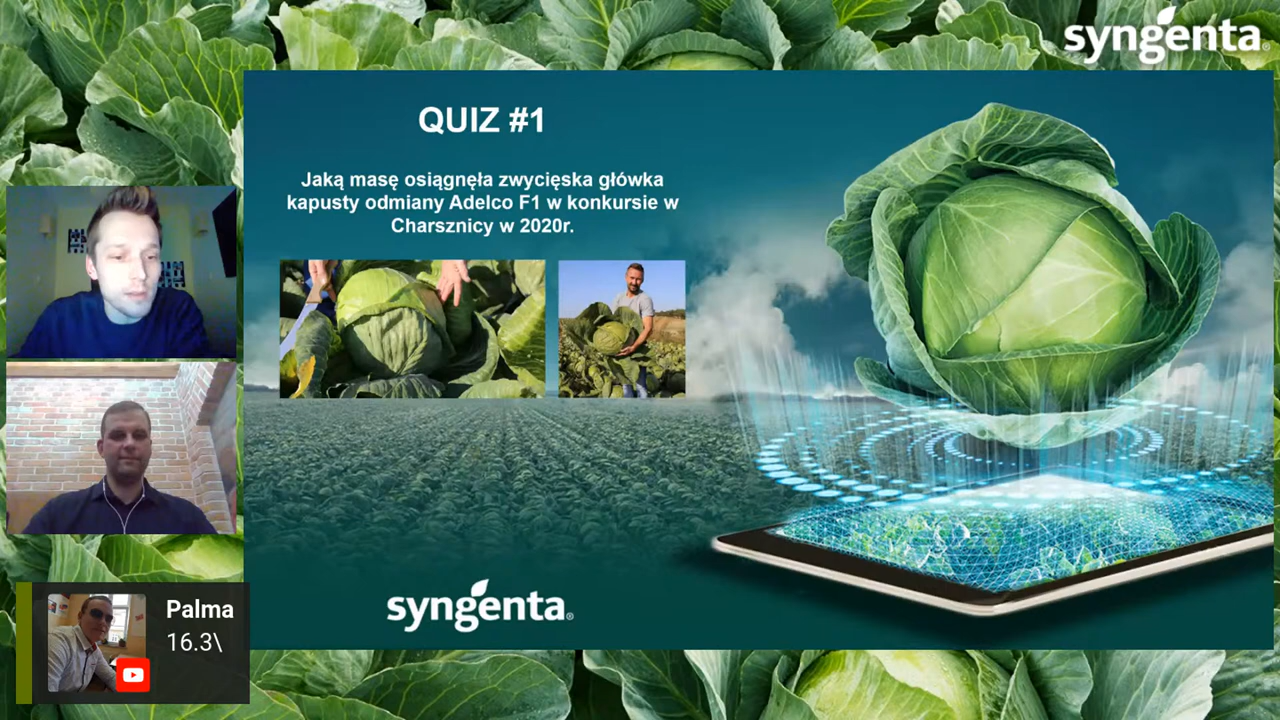 syngenta®
QUIZ #1
Jaką masę osiągnęła zwycięska główka
kapusty odmiany Adelco F1 w konkursie w
Charsznicy w 2020r.
syngenta®
Palma
16.3\